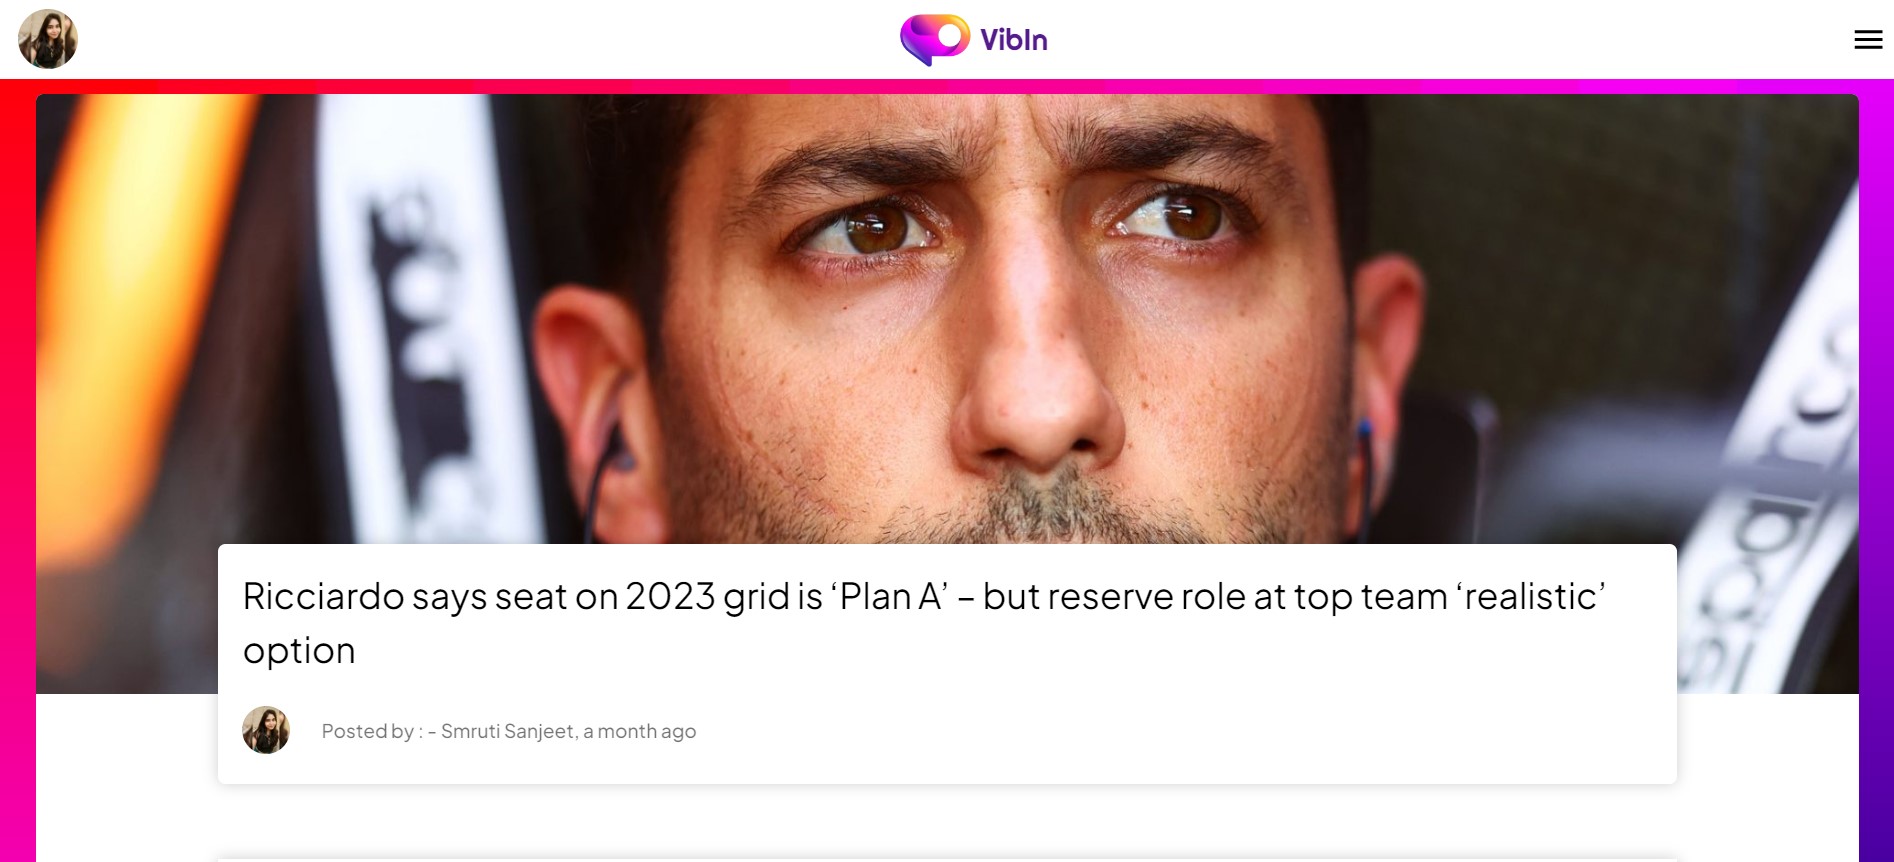 VibIn
Ricciardo says seat on 2023 grid is ‘Plan A’ – but reserve role at top team ‘realistic’
option
Posted by : - Smruti Sanjeet, a month ago